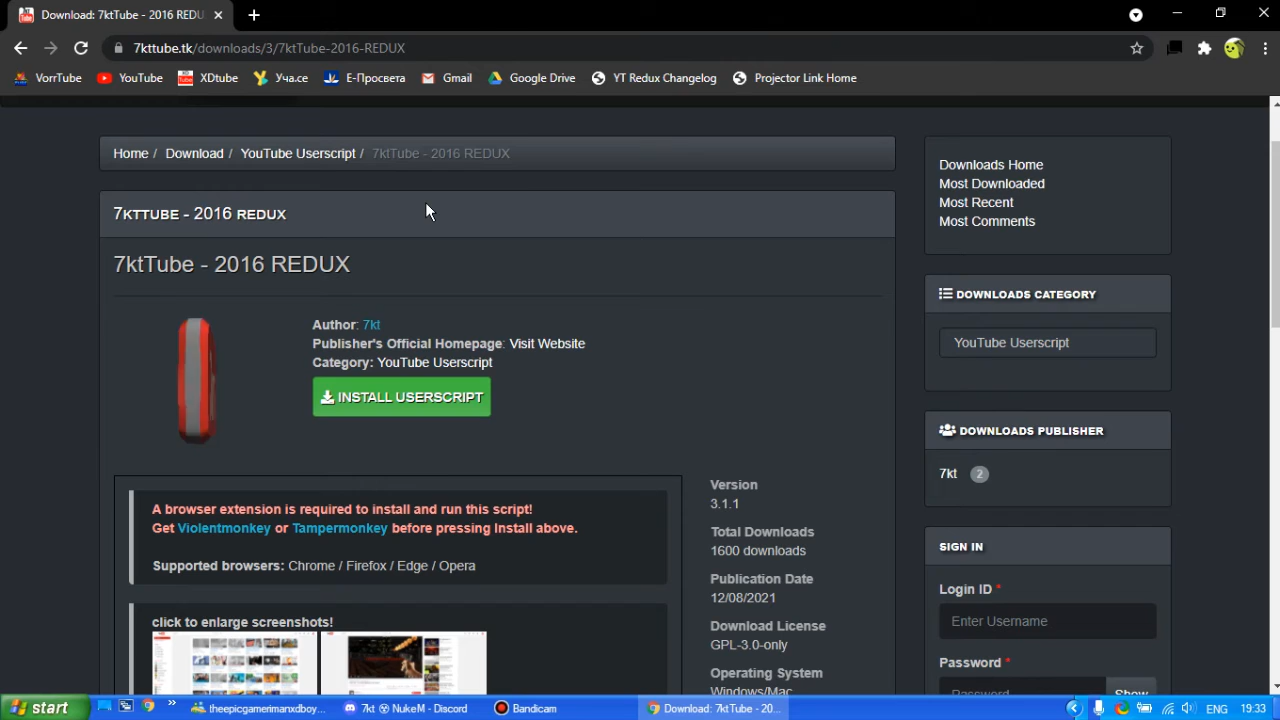 Download: 7ktTube - 2016 REDU
7kttube.tk/downloads/3/7ktTube-2016-REDUX
VorrTube
YouTube
XDtube
Уча.се
Е-Просвета
Gmail
Google Drive
YT Redux Changelog
Projector Link Home
Home / Download / YouTube Userscript / 7ktTube - 2016 REDUX
7KTTUBE - 2016 REDUX
7ktTube - 2016 REDUX
Author: 7kt
Publisher's Official Homepage: Visit Website
Category: YouTube Userscript
INSTALL USERSCRIPT
A browser extension is required to install and run this script!
Get Violentmonkey or Tampermonkey before pressing Install above.
Supported browsers: Chrome / Firefox / Edge / Opera
click to enlarge screenshots!
Version
3.1.1
Total Downloads
1600 downloads
Publication Date
12/08/2021
Download License
GPL-3.0-only
Operating System
Windows/Mac
Downloads Home
Most Downloaded
Most Recent
Most Comments
DOWNLOADS CATEGORY
YouTube Userscript
DOWNLOADS PUBLISHER
7kt 2
SIGN IN
Login ID *
Enter Username
Password *
Password
Show
start
theepicgamerimanxdboy...
7kt ☢ NukeM - Discord
Bandicam
Download: 7ktTube - 20...
ENG
19:33